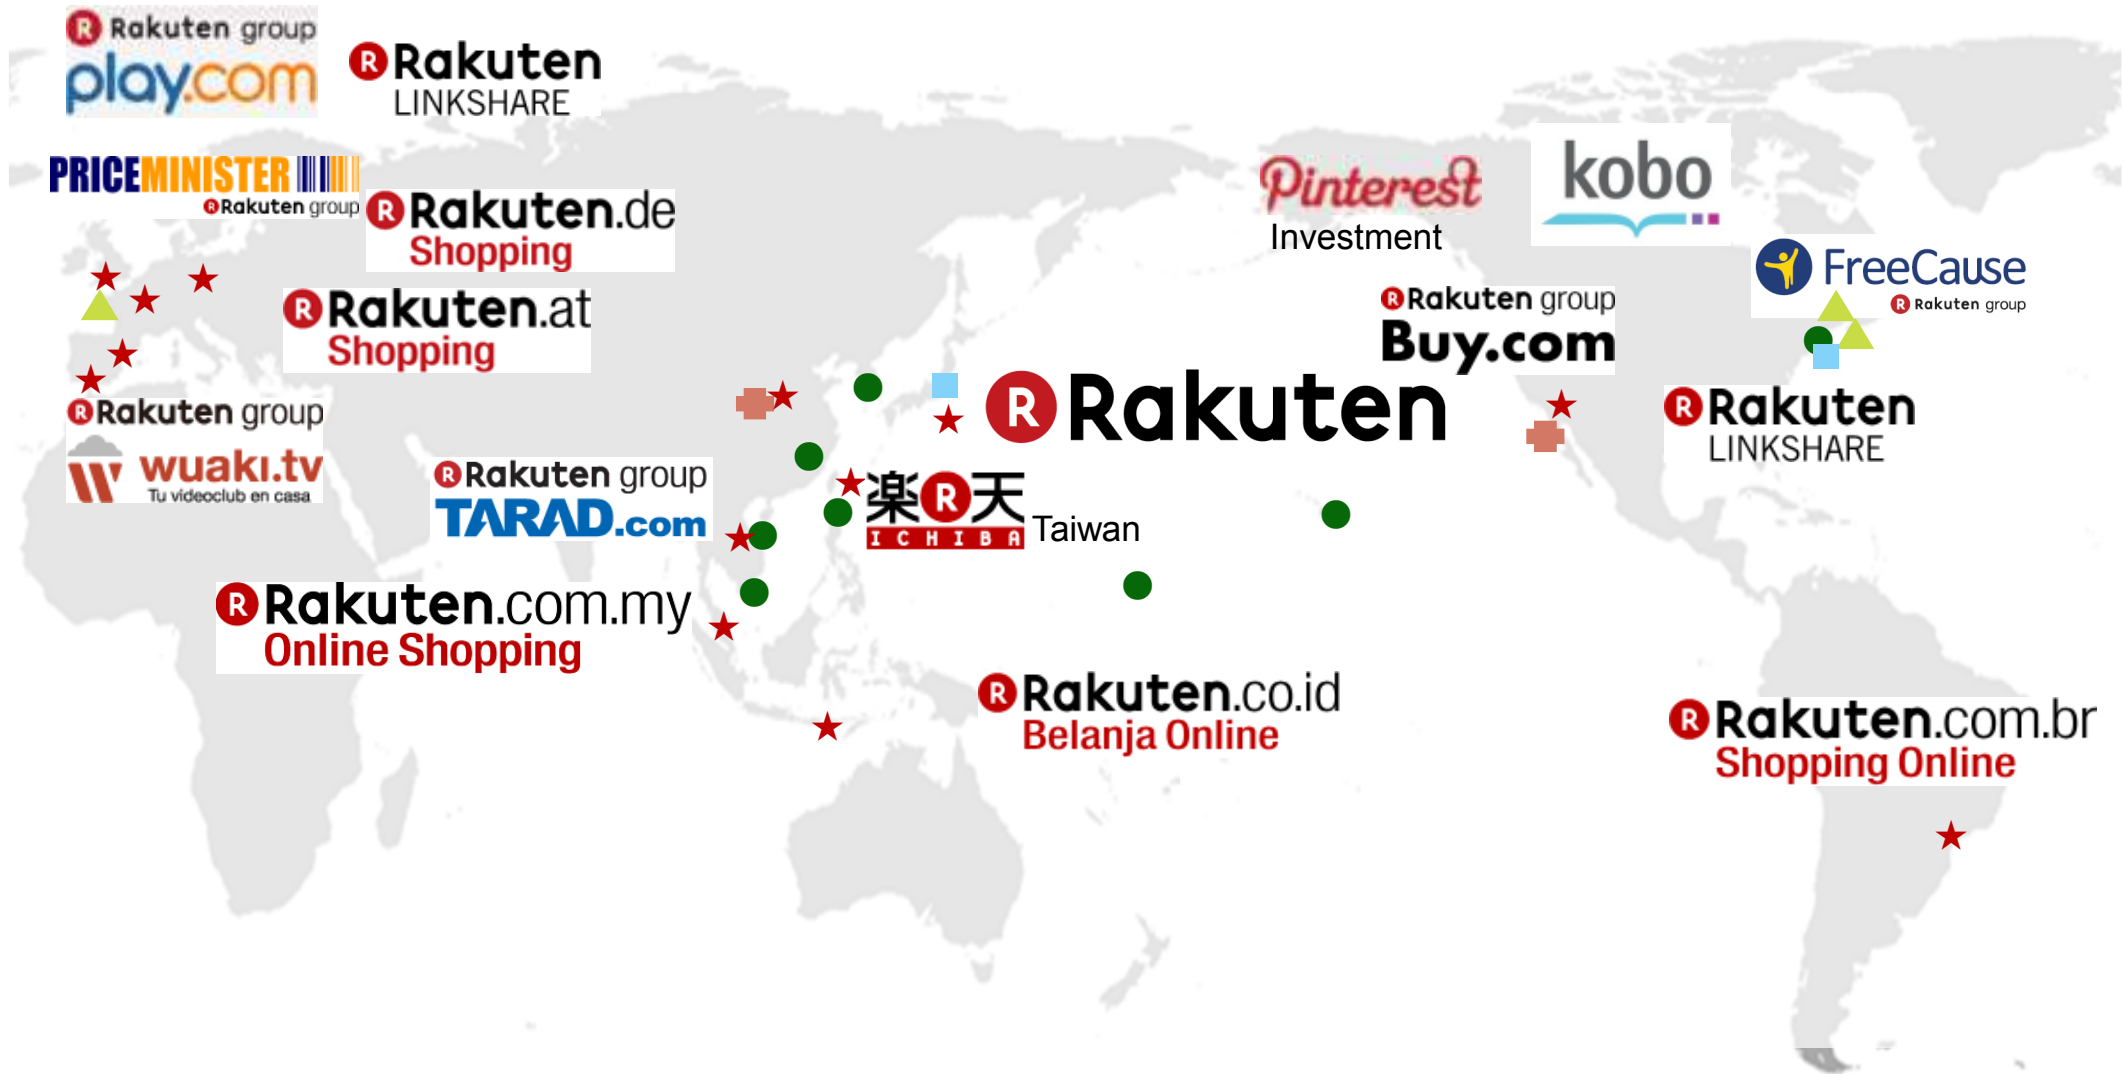 R Rakuten group
play.com
R Rakuten
LINKSHARE
PRICEMINISTER
R Rakuten group
R Rakuten.de
Shopping
R Rakuten.at
Shopping
R Rakuten group
wuaki.tv
Tu videoclub en casa
R Rakuten group
TARAD.com
R Rakuten.com.my
Online Shopping
R Rakuten
楽R天
ICHIBA
Taiwan
R Rakuten.co.id
Belanja Online
Pinterest
Investment
kobo
FreeCause
R Rakuten group
R Rakuten group
Buy.com
R Rakuten
LINKSHARE
R Rakuten.com.br
Shopping Online